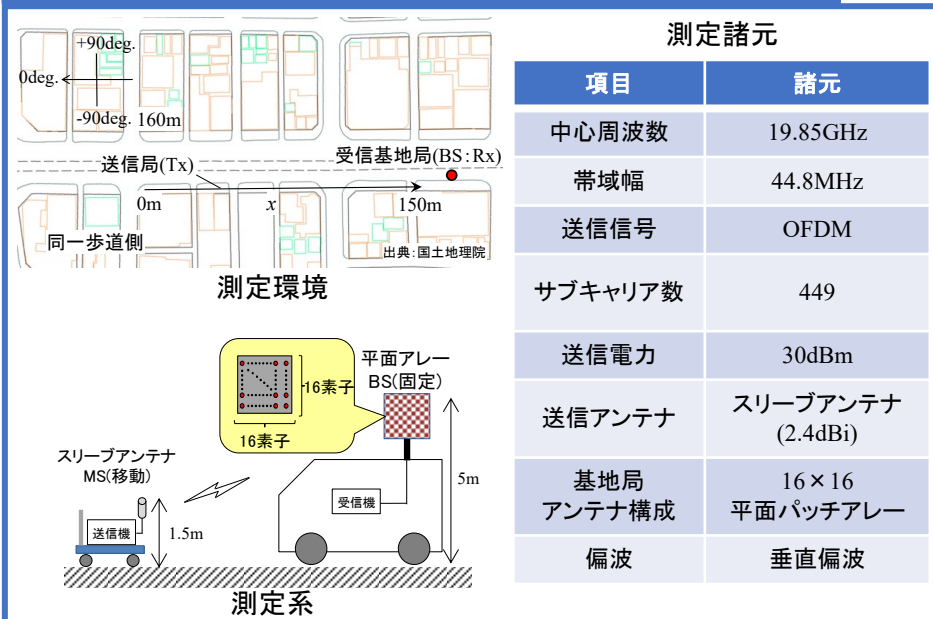 +90deg.
0deg.
-90deg.
160m
送信局(Tx)
受信基地局(BS:Rx)
0m
x
150m
同一歩道側
出典:国土地理院
測定環境
16素子
16素子
平面アレー
BS(固定)
スリーブアンテナ
MS(移動)
送信機
1.5m
受信機
5m
測定系
測定諸元
項目 諸元
中心周波数 19.85GHz
帯域幅 44.8MHz
送信信号 OFDM
サブキャリア数 449
送信電力 30dBm
送信アンテナ スリーブアンテナ
(2.4dBi)
基地局
アンテナ構成 16×16
平面パッチアレー
偏波 垂直偏波